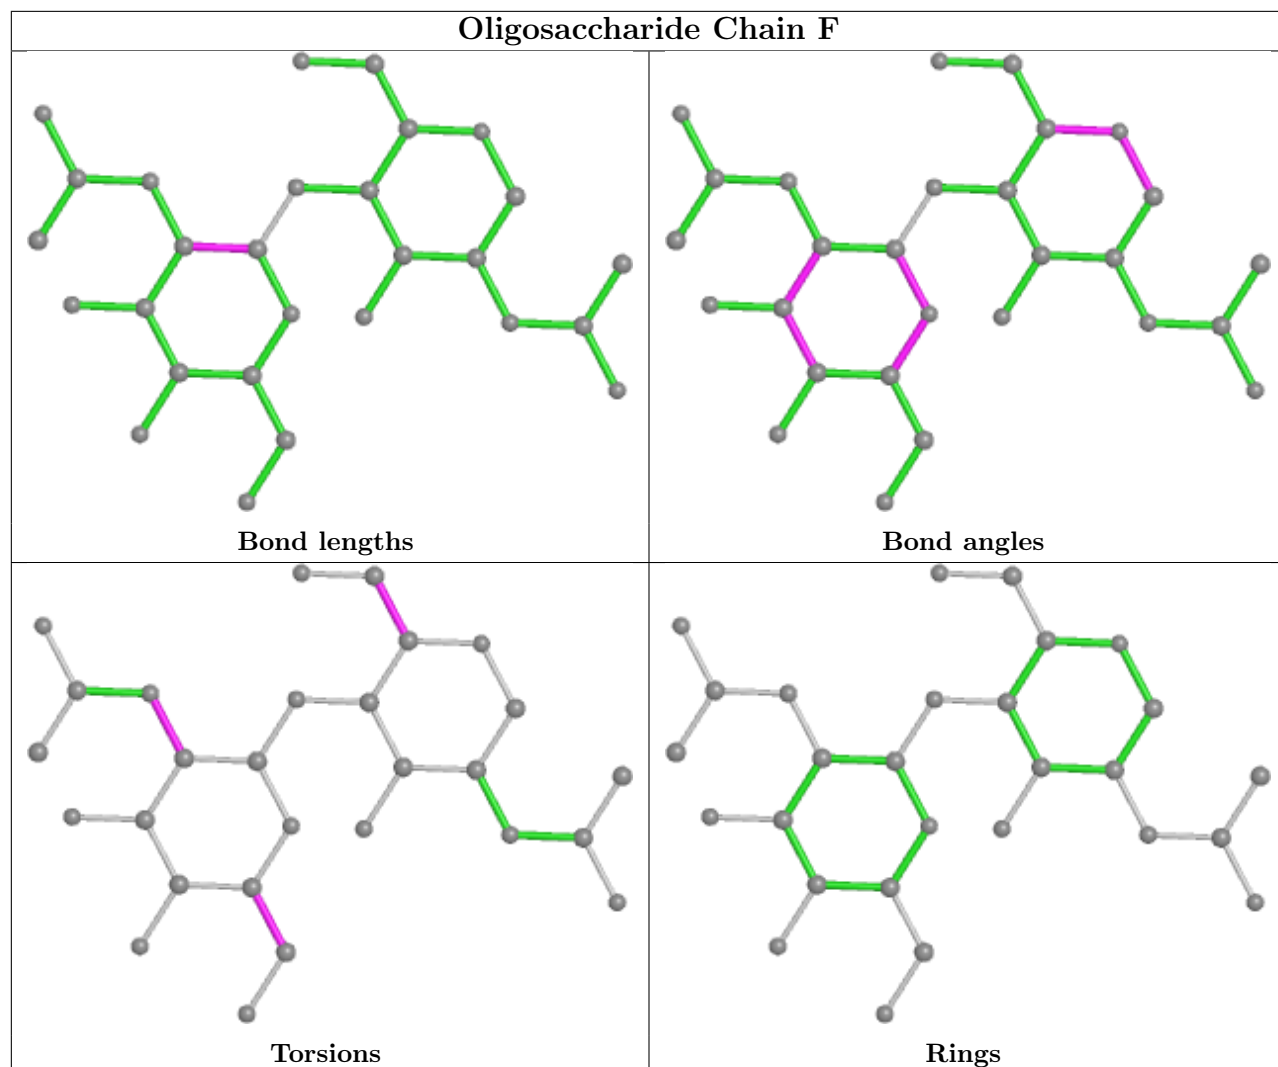 Oligosaccharide Chain F
Bond lengths
Bond angles
Torsions
Rings